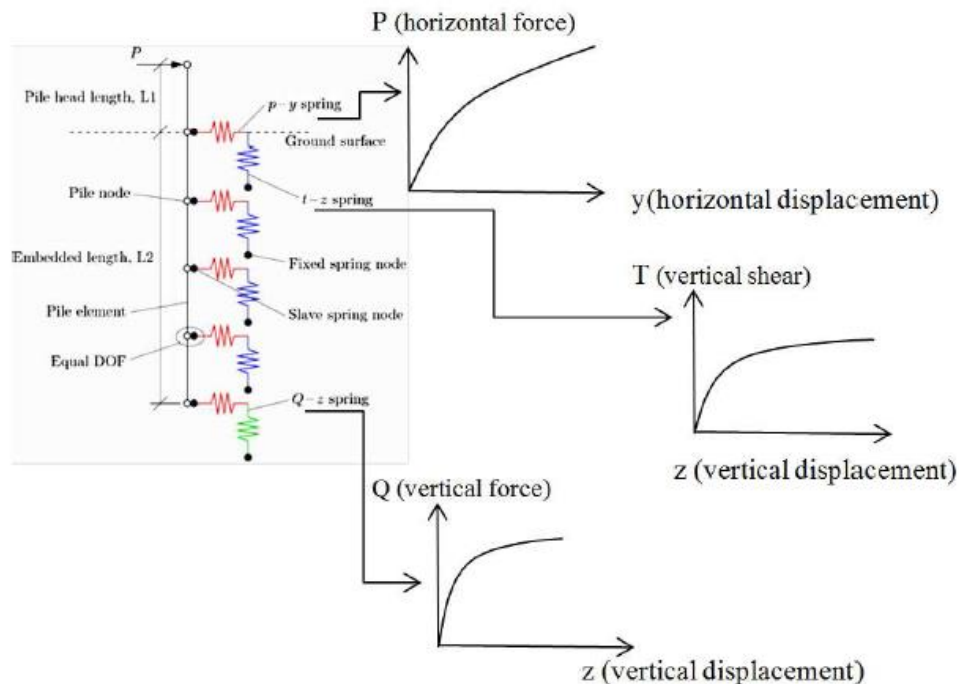 P (horizontal force)
P
Pile head length, L1
p-y spring
Ground surface
y(horizontal displacement)
Pile node
t-z spring
Embedded length, L2
Fixed spring node
T (vertical shear)
Pile element
Slave spring node
Equal DOF
Q-z spring
z (vertical displacement)
Q (vertical force)
z (vertical displacement)